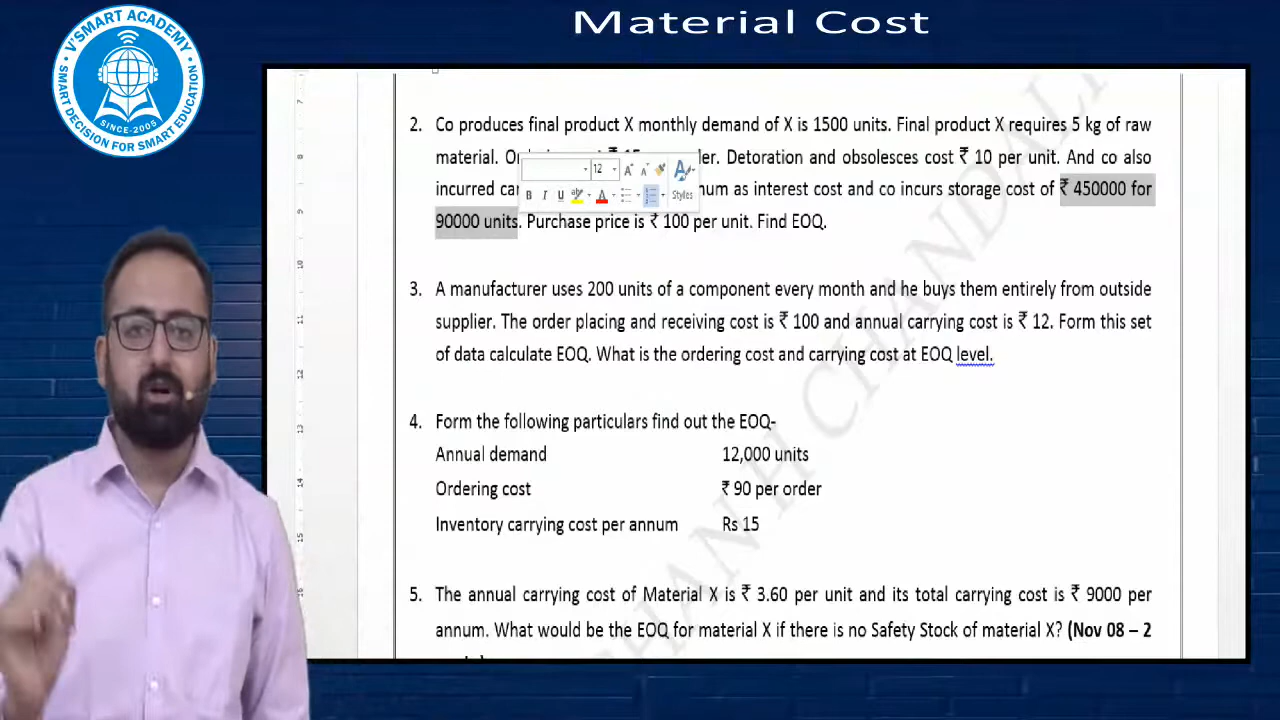 Material Cost
V'SMART ACADEMY
SINCE-2005
SMART DECISION FOR SMART EDUCATION
2. Co produces final product X monthly demand of X is 1500 units. Final product X requires 5 kg of raw
material. Detoration and obsolesces cost ₹ 10 per unit. And co also
incurred as interest cost and co incurs storage cost of ₹ 450000 for
90000 units. Purchase price is ₹ 100 per unit. Find EOQ.
12
B I U Styles
3. A manufacturer uses 200 units of a component every month and he buys them entirely from outside
supplier. The order placing and receiving cost is ₹ 100 and annual carrying cost is ₹ 12. Form this set
of data calculate EOQ. What is the ordering cost and carrying cost at EOQ level.
4. Form the following particulars find out the EOQ-
Annual demand 12,000 units
Ordering cost ₹ 90 per order
Inventory carrying cost per annum Rs 15
5. The annual carrying cost of Material X is ₹ 3.60 per unit and its total carrying cost is ₹ 9000 per
annum. What would be the EOQ for material X if there is no Safety Stock of material X? (Nov 08 – 2
CHANDALI